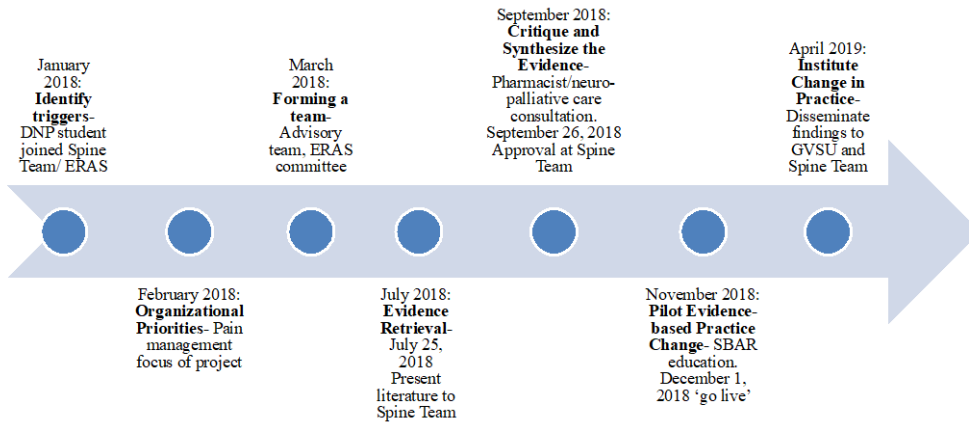 January
2018:
Identify
triggers-
DNP student
joined Spine
Team/ ERAS
February 2018:
Organizational
Priorities- Pain
management
focus of project
March
2018:
Forming a
team-
Advisory
team, ERAS
committee
July 2018:
Evidence
Retrieval-
July 25,
2018
Present
literature to
Spine Team
September 2018:
Critique and
Synthesize the
Evidence-
Pharmacist/neuro-
palliative care
consultation.
September 26, 2018
Approval at Spine
Team
November 2018:
Pilot Evidence-
based Practice
Change- SBAR
education.
December 1,
2018 ‘go live’
April 2019:
Institute
Change in
Practice-
Disseminate
findings to
GVSU and
Spine Team